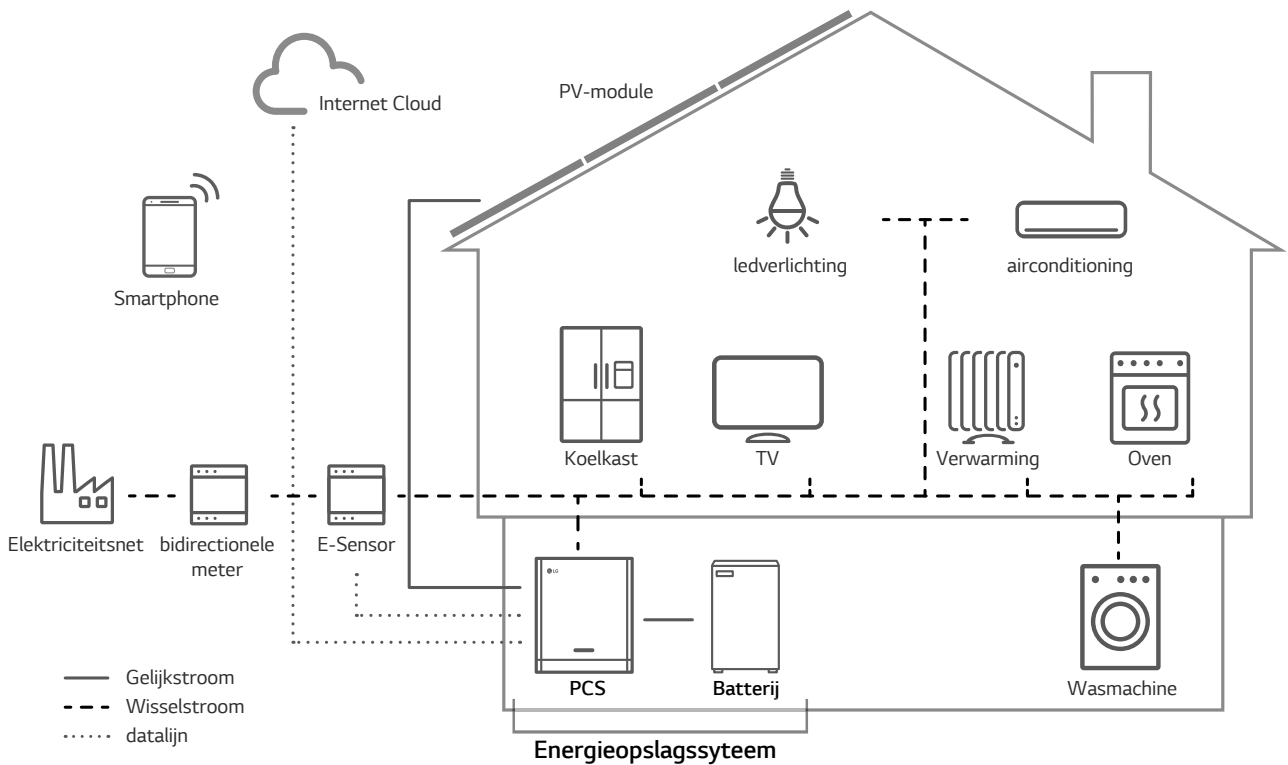 Internet Cloud
PV-module
Smartphone
ledverlichting
airconditioning
Koelkast
TV
Verwarming
Oven
Elektriciteitsnet
bidirectionele
meter
E-Sensor
LG
PCS
Batterij
Wasmachine
Gelijkstroom
Wisselstroom
datalijn
Energieopslagssyteem